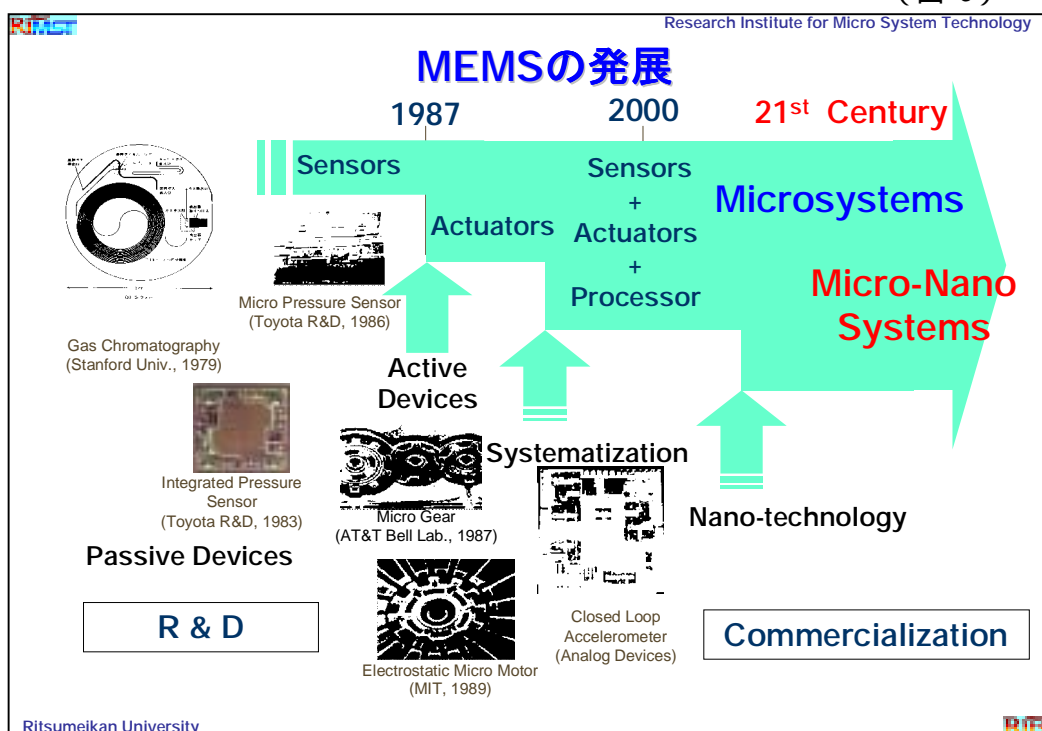 Research Institute for Micro System Technology
MEMSの発展
1987
2000
21st Century
Sensors
Actuators
Sensors
+
Actuators
+
Processor
Microsystems
Micro-Nano
Systems
Micro Pressure Sensor
(Toyota R&D, 1986)
Gas Chromatography
(Stanford Univ., 1979)
Active
Devices
Systematization
Integrated Pressure
Sensor
(Toyota R&D, 1983)
Micro Gear
(AT&T Bell Lab., 1987)
Nano-technology
Passive Devices
R & D
Closed Loop
Accelerometer
(Analog Devices)
Commercialization
Electrostatic Micro Motor
(MIT, 1989)
Ritsumeikan University